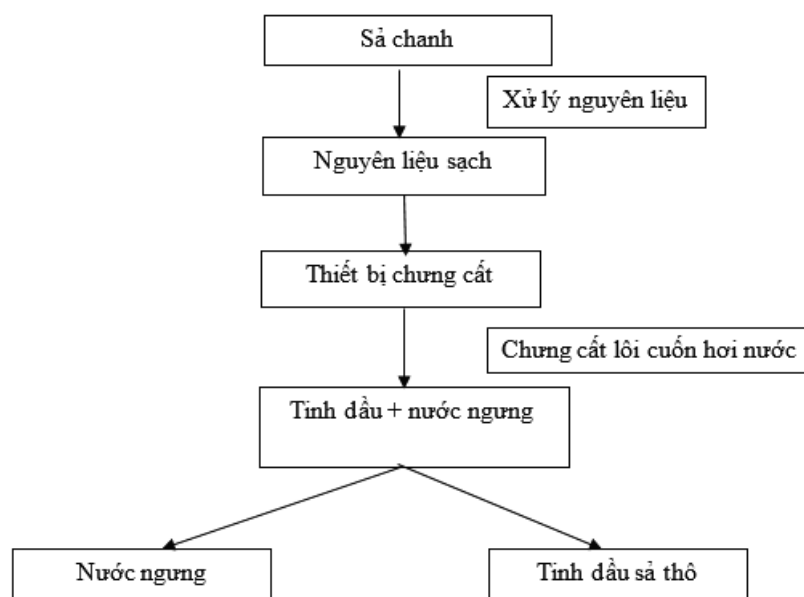 Sả chanh
Xử lý nguyên liệu
Nguyên liệu sạch
Thiết bị chưng cất
Chưng cất lôi cuốn hơi nước
Tinh dầu + nước ngưng
Nước ngưng
Tinh dầu sả thô